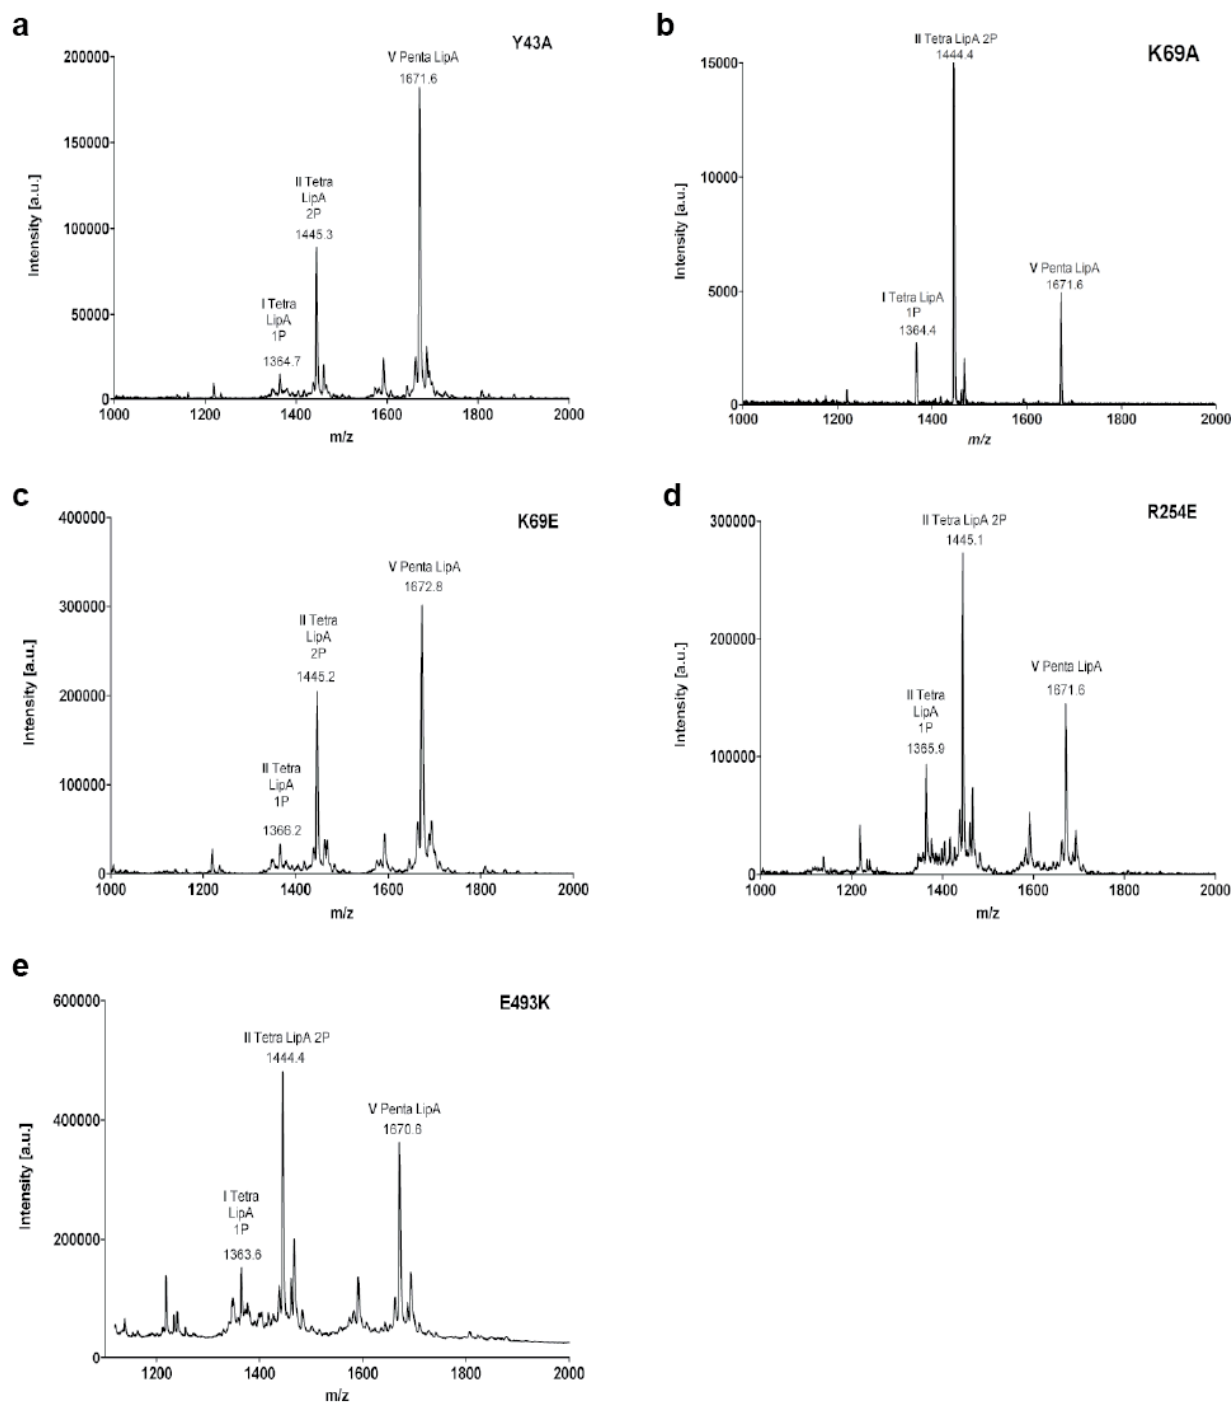 a
Y43A
V Penta LipA
1671.6
II Tetra
LipA
2P
1445.3
I Tetra
LipA
1P
1364.7
200000
150000
100000
50000
0
1000 1200 1400 1600 1800 2000
Intensity [a.u.]
m/z
b
K69A
II Tetra LipA 2P
1444.4
V Penta LipA
1671.6
I Tetra LipA
1P
1364.4
15000
10000
5000
0
1000 1200 1400 1600 1800 2000
Intensity [a.u.]
m/z
c
K69E
V Penta LipA
1672.8
II Tetra
LipA
2P
1445.2
II Tetra
LipA
1P
1366.2
400000
300000
200000
100000
0
1000 1200 1400 1600 1800 2000
Intensity [a.u.]
m/z
d
R254E
II Tetra LipA 2P
1445.1
V Penta LipA
1671.6
II Tetra
LipA
1P
1365.9
300000
200000
100000
0
1000 1200 1400 1600 1800 2000
Intensity [a.u.]
m/z
e
E493K
II Tetra LipA 2P
1444.4
V Penta LipA
1670.6
I Tetra
LipA
1P
1363.6
600000
400000
200000
0
1200 1400 1600 1800 2000
Intensity [a.u.]
m/z